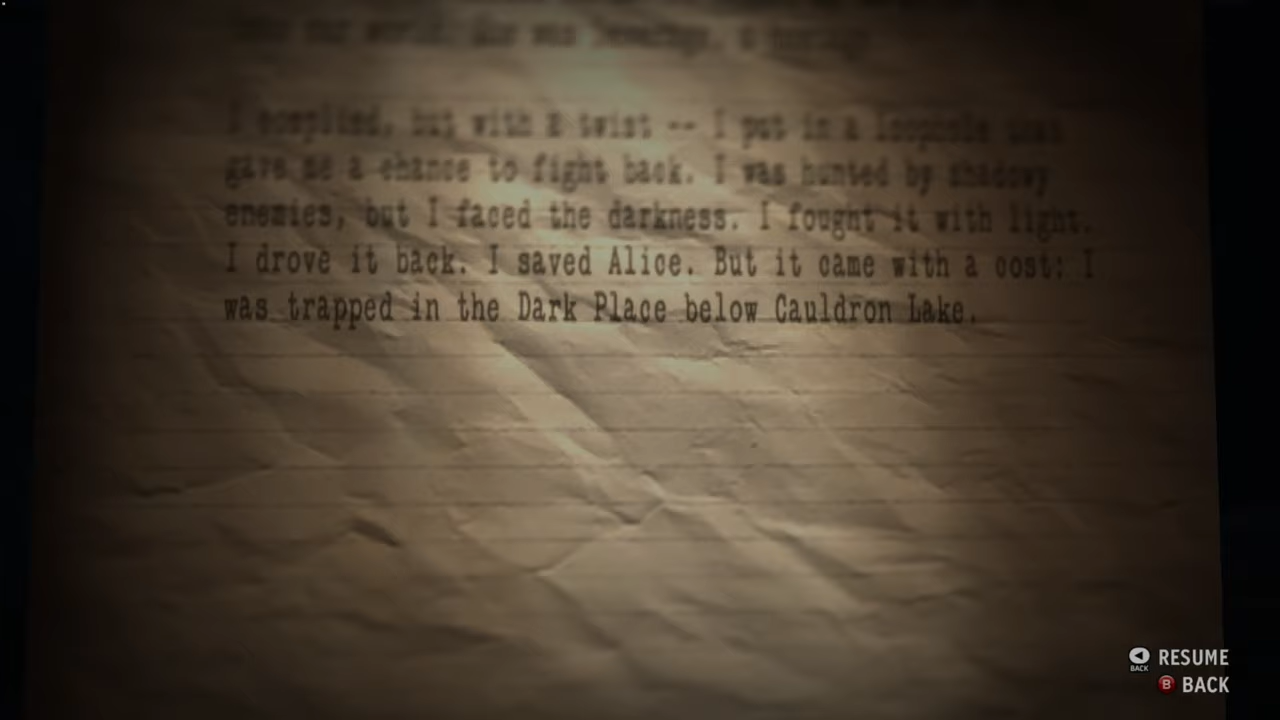 I complied, but with a twist -- I put in a loophole that
gave me a chance to fight back. I was hunted by shadowy
enemies, but I faced the darkness. I fought it with light.
I drove it back. I saved Alice. But it came with a cost: I
was trapped in the Dark Place below Cauldron Lake.
BACK RESUME
B BACK